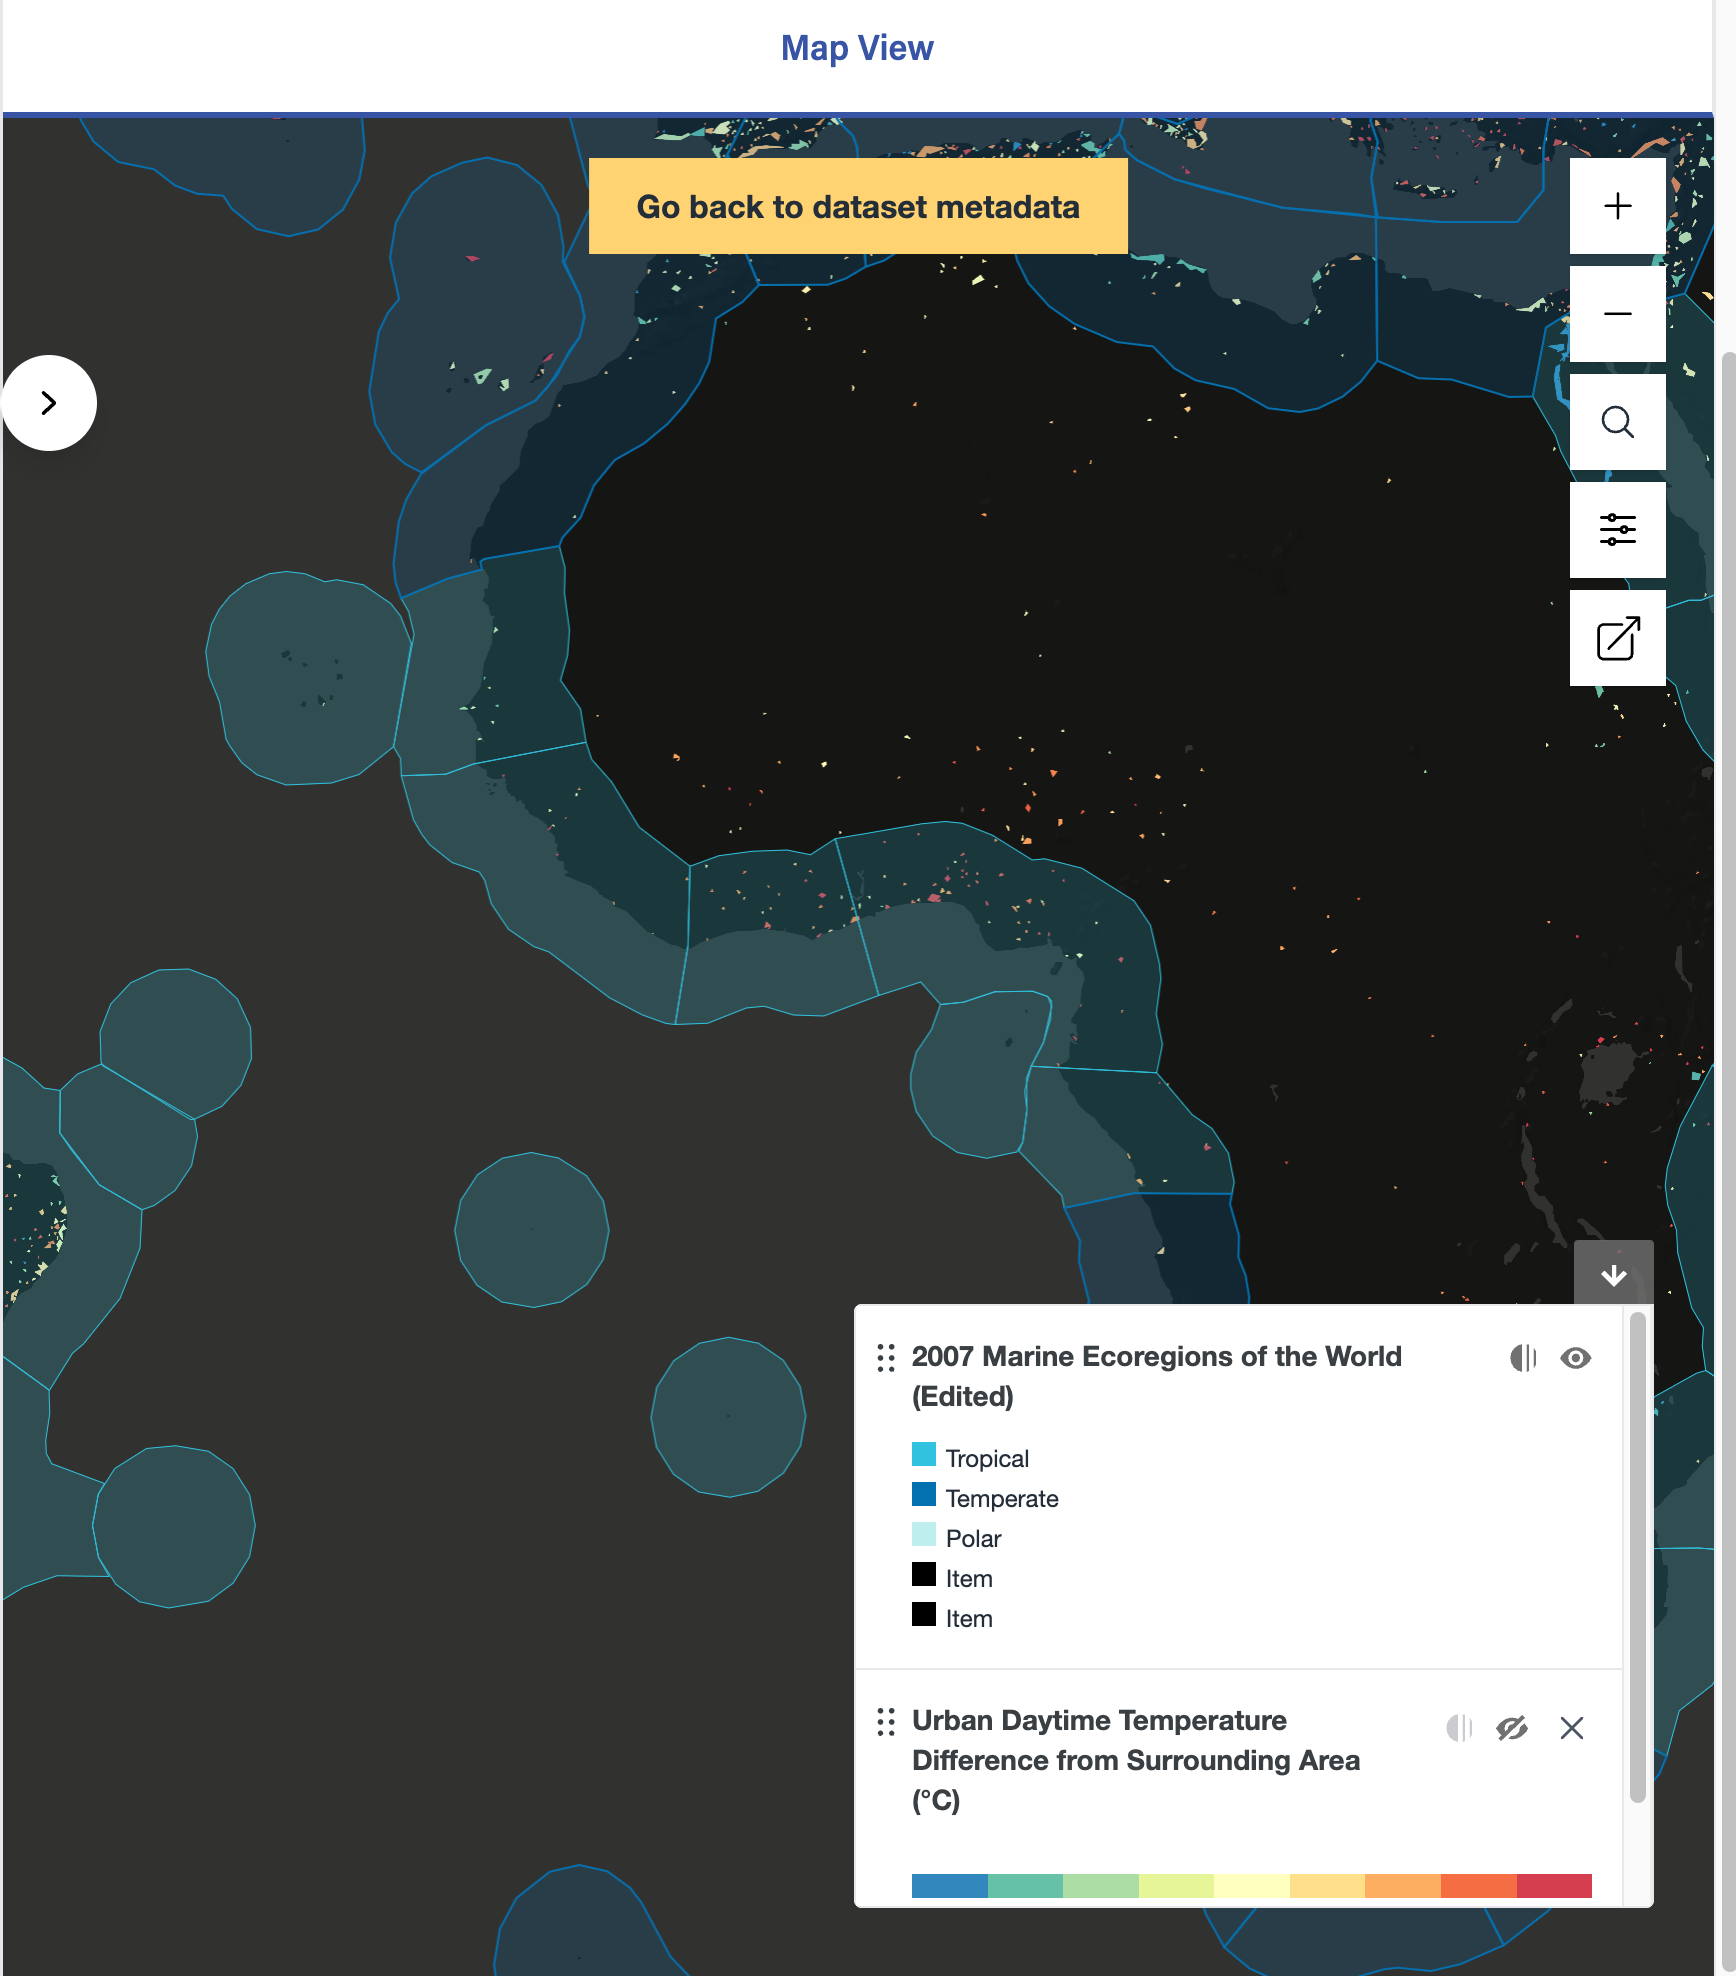 Map View
Go back to dataset metadata
2007 Marine Ecoregions of the World
(Edited)
Tropical
Temperate
Polar
Item
Item
Urban Daytime Temperature
Difference from Surrounding Area
(°C)